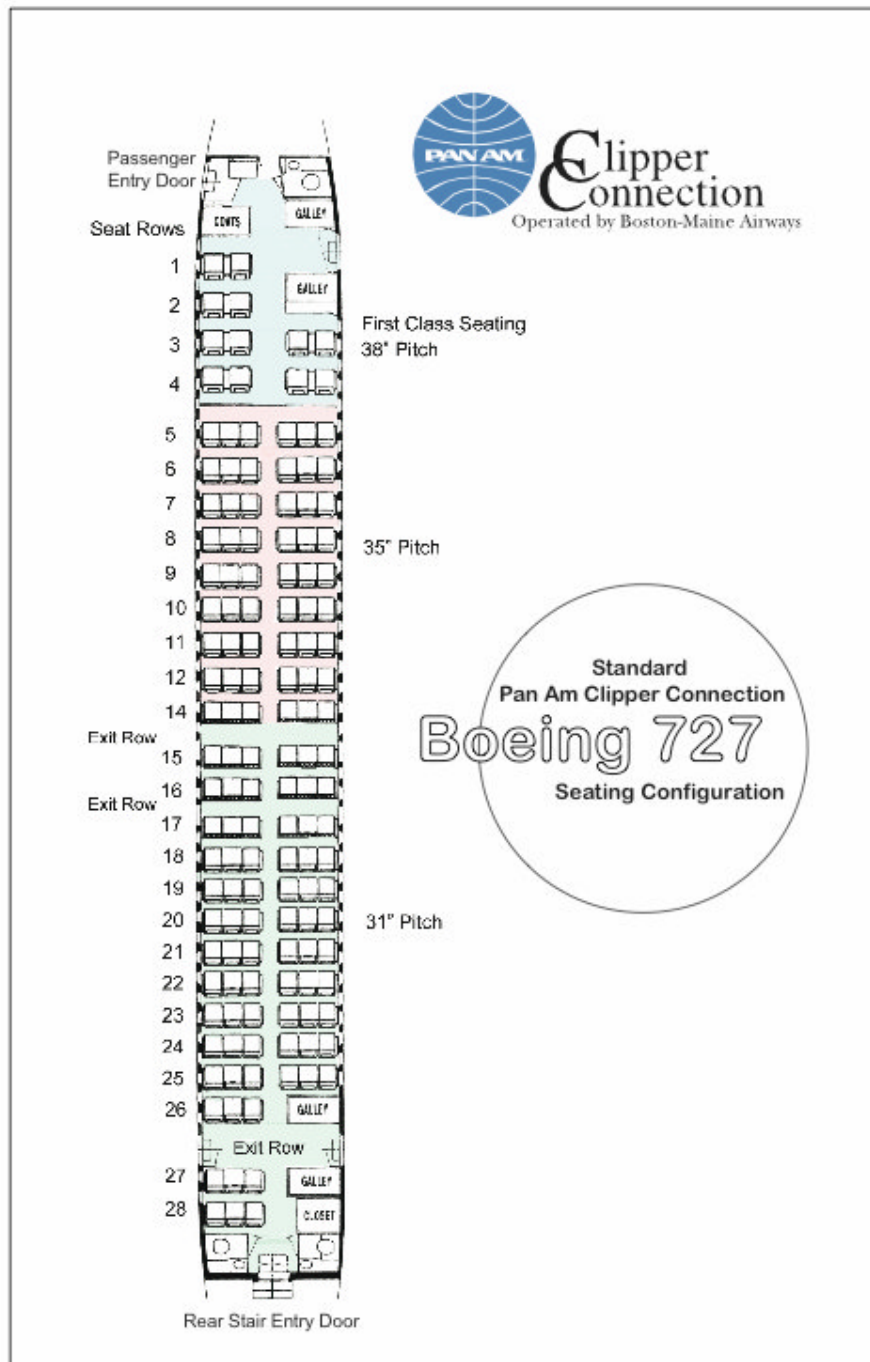 PAN AM
Clipper
Connection
Operated by Boston-Maine Airways
Passenger
Entry Door
COATS
GALLEY
Seat Rows
1
GALLEY
2
First Class Seating
3
38" Pitch
4
5
6
7
8
35" Pitch
9
10
11
12
14
Exit Row
15
16
Exit Row
17
18
19
20
31" Pitch
21
22
23
24
25
26
GALLEY
Exit Row
27
GALLEY
28
CLOSET
Rear Stair Entry Door
Standard
Pan Am Clipper Connection
Boeing 727
Seating Configuration